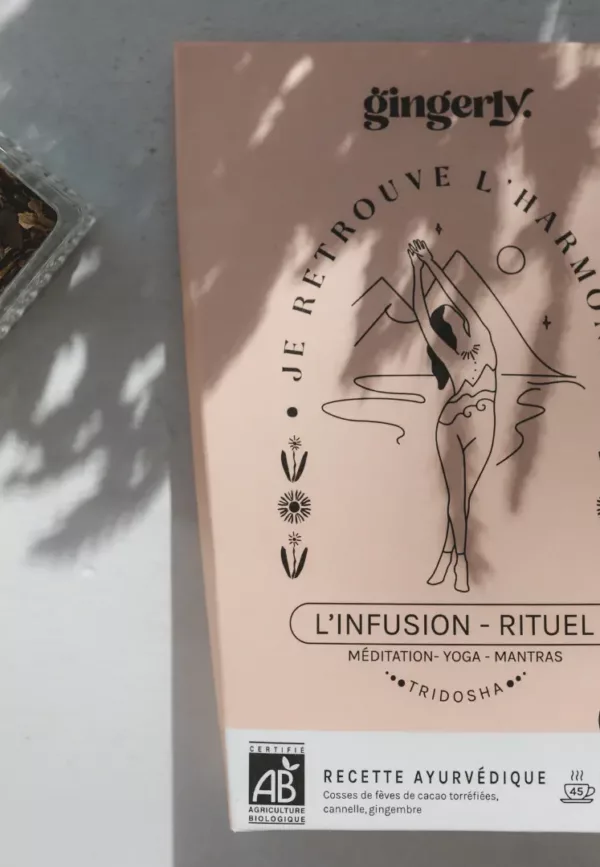 gingerly.
JE RETROUVE L'HARMON
L'INFUSION - RITUEL
MÉDITATION- YOGA - MANTRAS
TRIDOSHA
CERTIFIÉ
AB
AGRICULTURE
BIOLOGIQUE
RECETTE AYURVÉDIQUE
Cosses de fèves de cacao torréfiées,
cannelle, gingembre
45